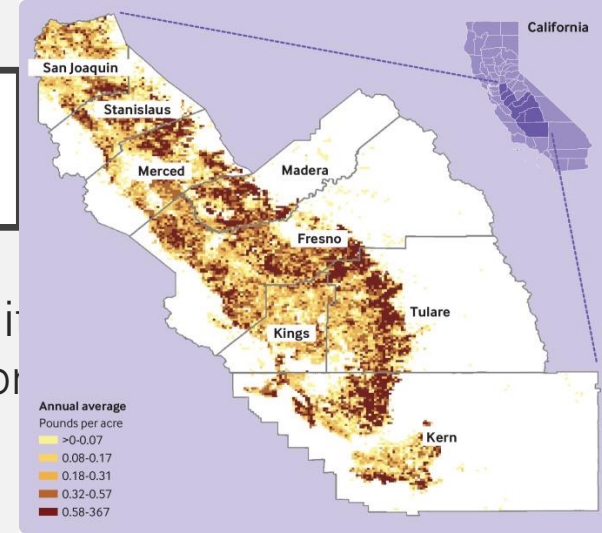 California
San Joaquin
Stanislaus
Merced
Madera
Fresno
Tulare
Kings
Kern
Annual average
Pounds per acre
>0-0.07
0.08-0.17
0.18-0.31
0.32-0.57
0.58-367